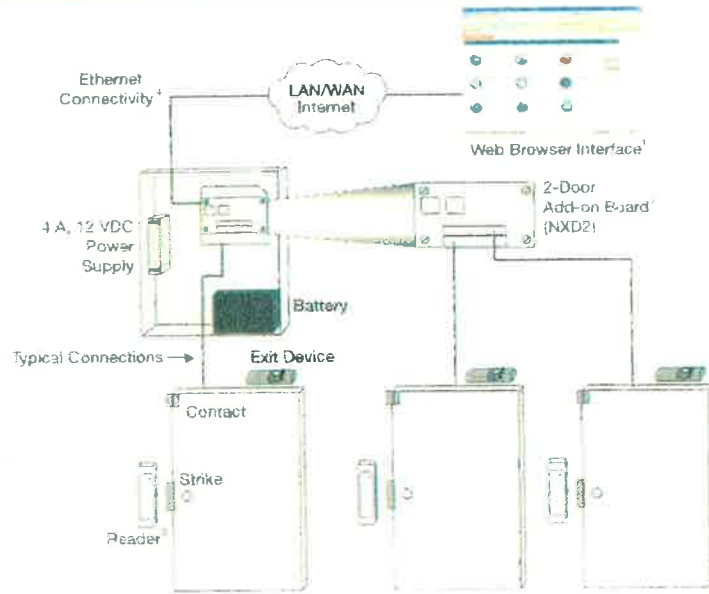 Ethernet
Connectivity
LAN/WAN
Internet
Web Browser Interface¹
4 A, 12 VDC
Power
Supply
2-Door
Add-on Board
(NXD2)
Battery
Typical Connections
Exit Device
Contact
Strike
Reader